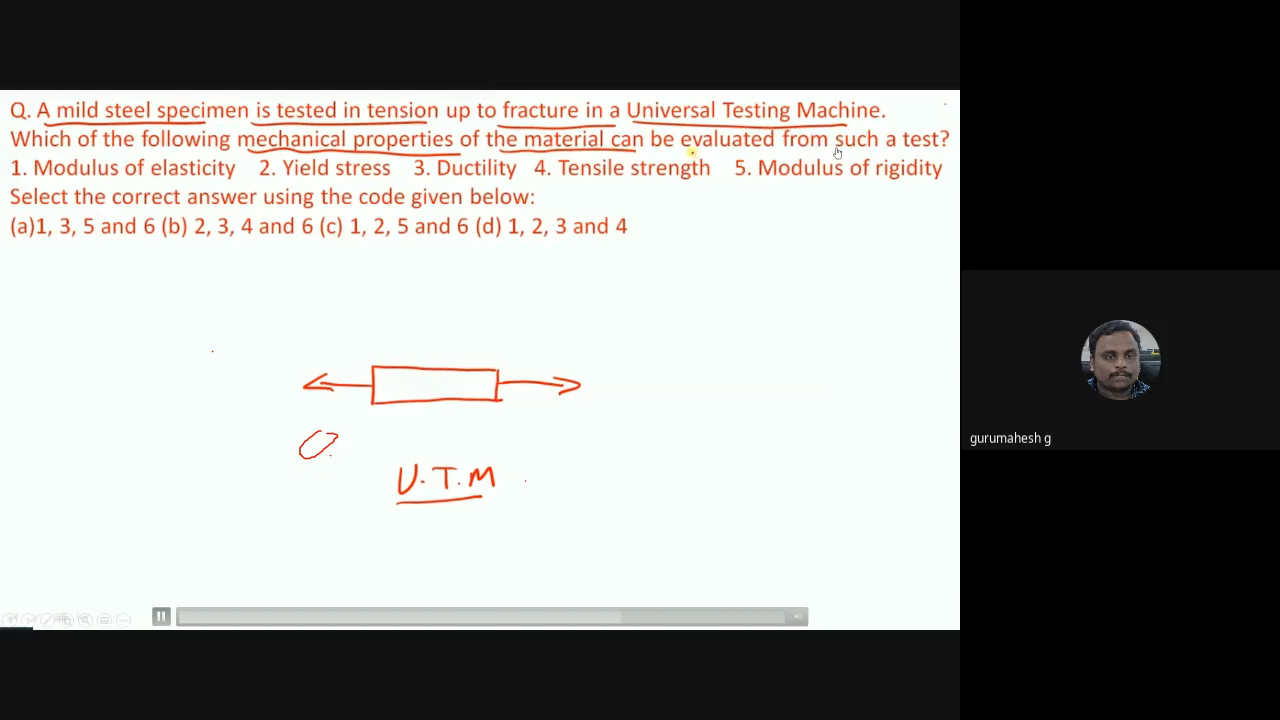 Q. A mild steel specimen is tested in tension up to fracture in a Universal Testing Machine.
Which of the following mechanical properties of the material can be evaluated from such a test?
1. Modulus of elasticity 2. Yield stress 3. Ductility 4. Tensile strength 5. Modulus of rigidity
Select the correct answer using the code given below:
(a)1, 3, 5 and 6 (b) 2, 3, 4 and 6 (c) 1, 2, 5 and 6 (d) 1, 2, 3 and 4
U.T.M
gurumahesh g